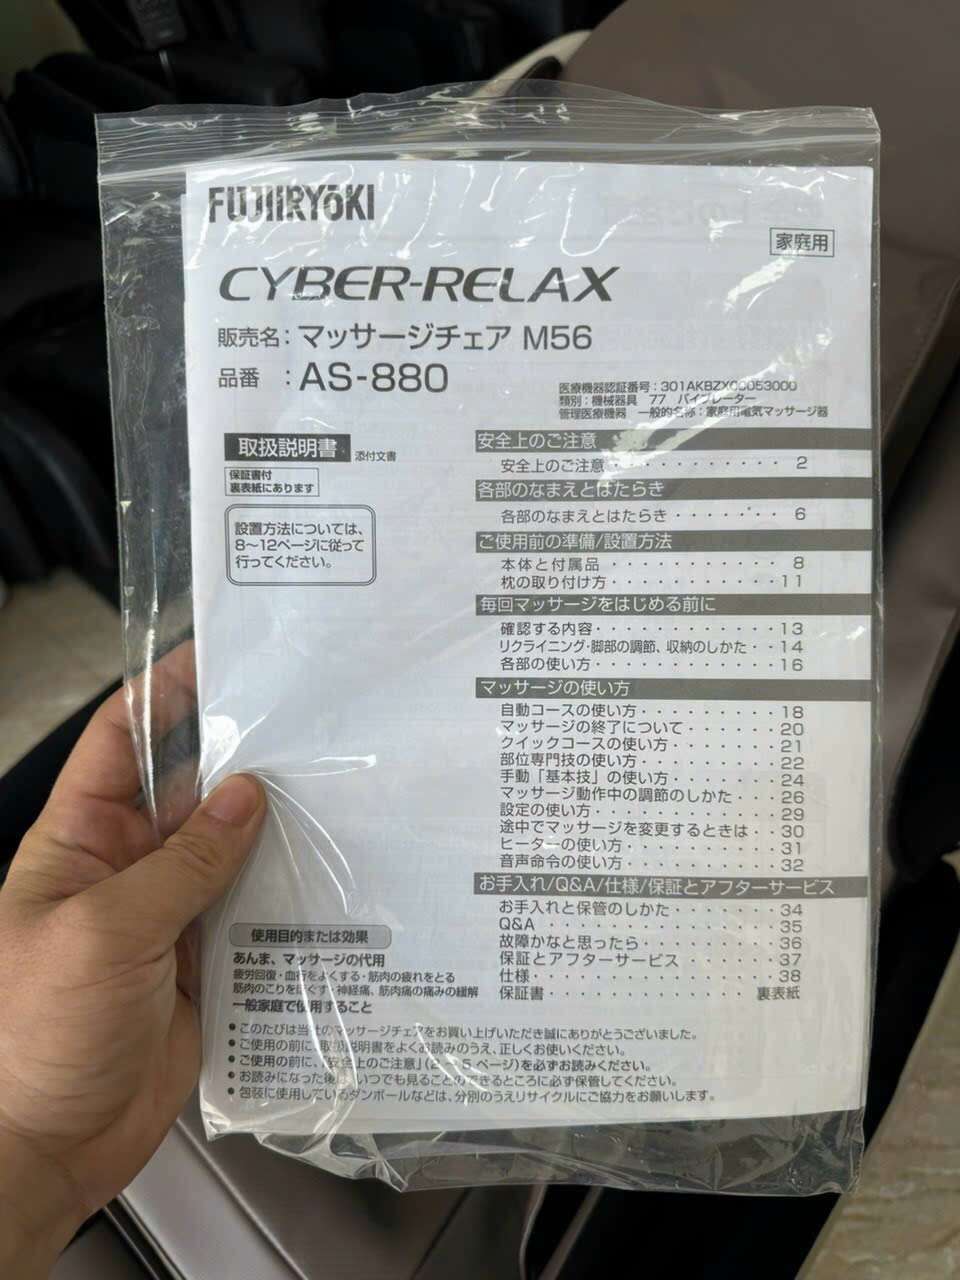 FUJIIRYOKI
家庭用
CYBER-RELAX
販売名：マッサージチェア M56
品番　：AS-880
医療機器認証番号：301AKBZX00053000
類別：機械器具　77　バイブレーター
管理医療機器　一般的名称：家庭用電気マッサージ器
取扱説明書 添付文書
保証書付
裏表紙にあります
設置方法については、
8〜12ページに従って
行ってください。
安全上のご注意
安全上のご注意・・・・・・・・・・2
各部のなまえとはたらき
各部のなまえとはたらき・・・・・・・6
ご使用前の準備/設置方法
本体と付属品・・・・・・・・・・・8
枕の取り付け方・・・・・・・・・・11
毎回マッサージをはじめる前に
確認する内容・・・・・・・・・・・13
リクライニング・脚部の調節、収納のしかた・・14
各部の使い方・・・・・・・・・・・16
マッサージの使い方
自動コースの使い方・・・・・・・・・18
マッサージの終了について・・・・・・20
クイックコースの使い方・・・・・・・21
部位専門技の使い方・・・・・・・・・22
手動「基本技」の使い方・・・・・・・24
マッサージ動作中の調節のしかた・・・26
設定の使い方・・・・・・・・・・・29
途中でマッサージを変更するときは・・30
ヒーターの使い方・・・・・・・・・・31
音声命令の使い方・・・・・・・・・・32
お手入れ/Q&A/仕様/保証とアフターサービス
お手入れと保管のしかた・・・・・・・34
Q&A・・・・・・・・・・・・・・35
故障かなと思ったら・・・・・・・・・36
保証とアフターサービス・・・・・・・37
仕様・・・・・・・・・・・・・・・38
保証書・・・・・・・・・・・・・裏表紙
使用目的または効果
あんま、マッサージの代用
疲労回復・血行をよくする・筋肉の疲れをとる
筋肉のこりをほぐす・神経痛、筋肉痛の痛みの緩解
一般家庭で使用すること
●このたびは当社のマッサージチェアをお買い上げいただき誠にありがとうございました。
●ご使用の前に、取扱説明書をよくお読みのうえ、正しくお使いください。
●ご使用の前に、「安全上のご注意」(2〜5ページ)を必ずお読みください。
●お読みになった後は、いつでも見ることのできるところに必ず保管してください。
●包装に使用しているダンボールなどは、分別のうえリサイクルにご協力をお願いします。